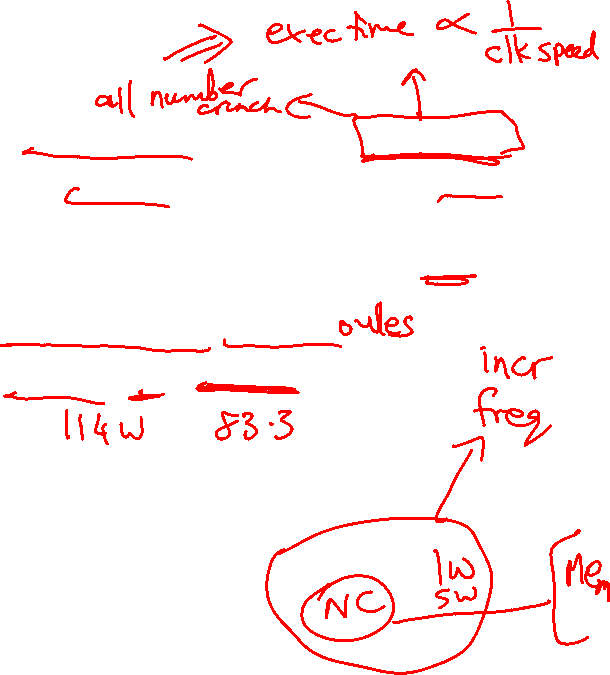 ⇒ exec time ∝ 1/clk speed
all number
crunch
oules
incr
freq
114W 83.3
1W
5W
NC
Mem